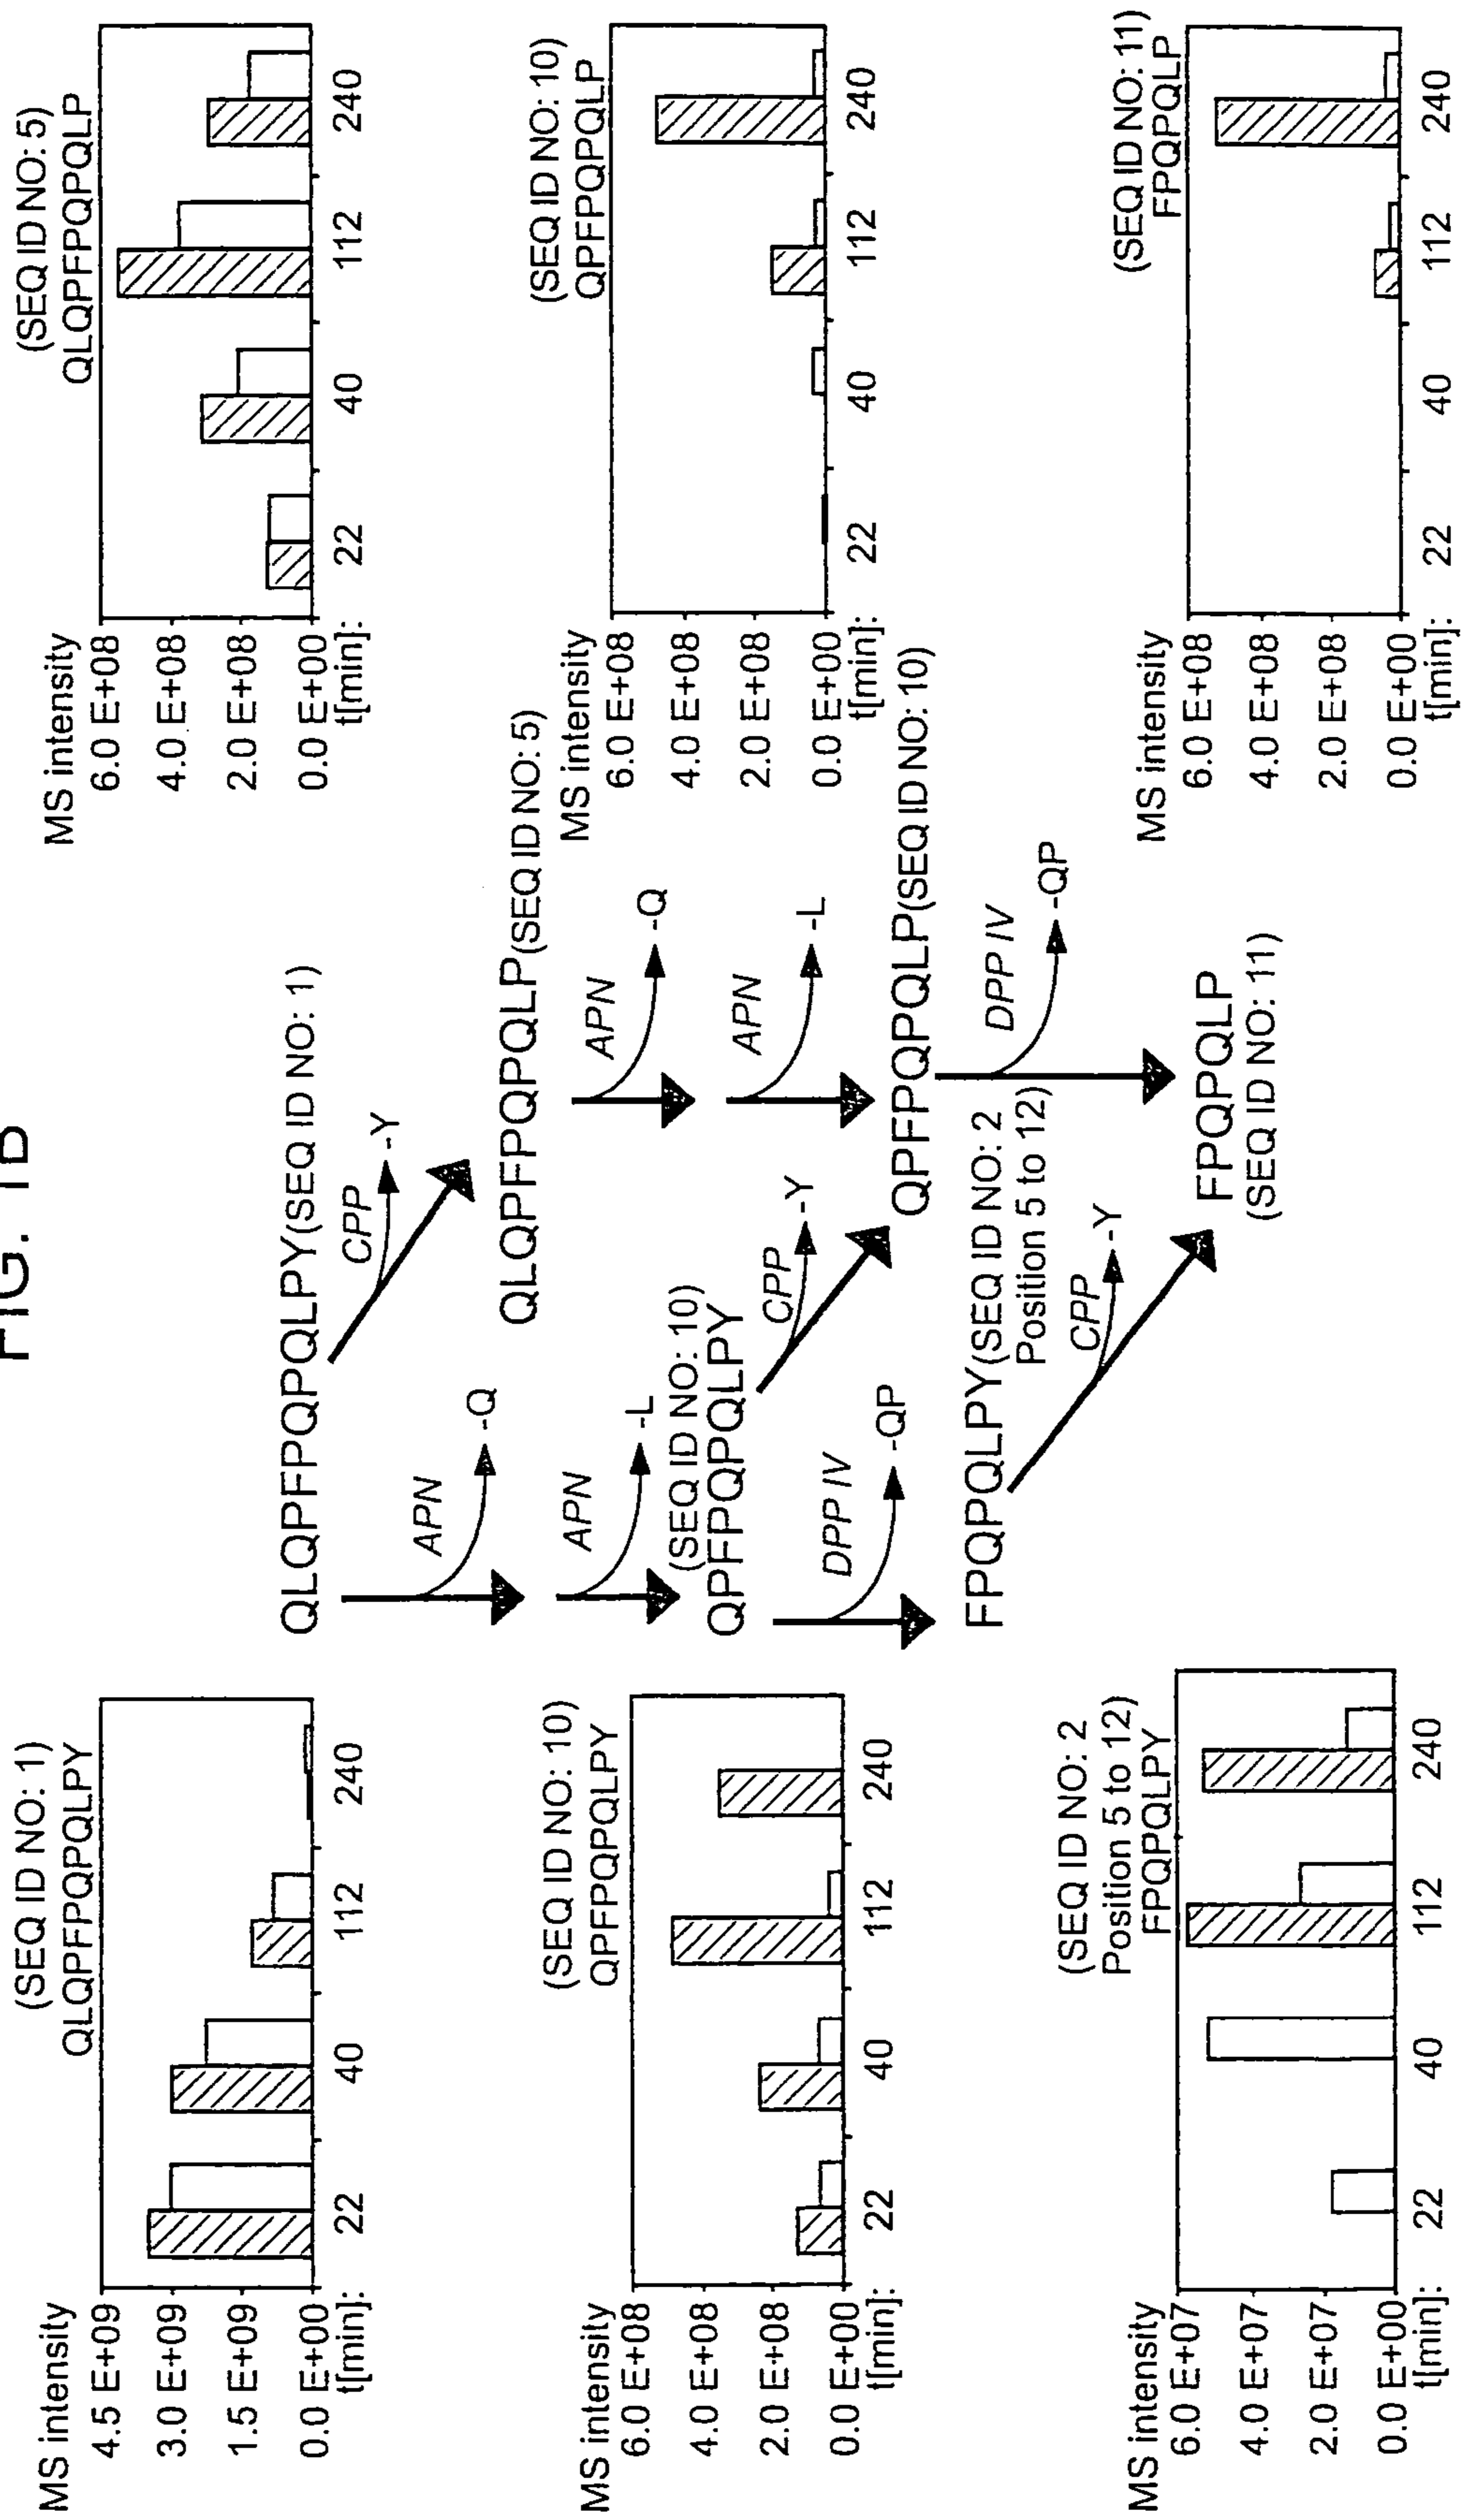 FIG. 1B
(SEQ ID NO: 1)
QLQPFPQPQLPY
MS intensity
4.5 E+09
3.0 E+09
1.5 E+09
0.0 E+00
t[min]:
22
40
112
240
(SEQ ID NO: 10)
QPFPQPQLPY
MS intensity
6.0 E+08
4.0 E+08
2.0 E+08
0.0 E+00
t[min]:
22
40
112
240
(SEQ ID NO: 2
Position 5 to 12)
FPQPQLPY
MS intensity
6.0 E+07
4.0 E+07
2.0 E+07
0.0 E+00
t[min]:
22
40
112
240
QLQPFPQPQLPY(SEQ ID NO: 1)
CPP
-Y
APN
-Q
APN
-L
QLQPFPQPQLP(SEQ ID NO: 5)
APN
-Q
APN
-L
(SEQ ID NO: 10)
QPFPQPQLPY
CPP
-Y
DPP IV
-QP
QPFPQPQLP(SEQ ID NO: 10)
DPP IV
-QP
FPQPQLPY(SEQ ID NO: 2
Position 5 to 12)
CPP
-Y
FPQPQLP
(SEQ ID NO: 11)
(SEQ ID NO: 5)
QLQPFPQPQLP
MS intensity
6.0 E+08
4.0 E+08
2.0 E+08
0.0 E+00
t[min]:
22
40
112
240
(SEQ ID NO: 10)
QPFPQPQLP
MS intensity
6.0 E+08
4.0 E+08
2.0 E+08
0.0 E+00
t[min]:
22
40
112
240
(SEQ ID NO: 11)
FPQPQLP
MS intensity
6.0 E+08
4.0 E+08
2.0 E+08
0.0 E+00
t[min]:
22
40
112
240